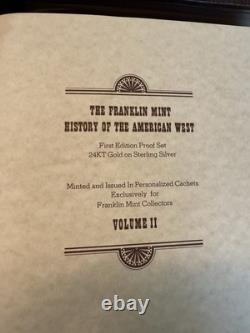 THE FRANKLIN MINT
HISTORY OF THE AMERICAN WEST
First Edition Proof Set
24KT Gold on Sterling Silver
Minted and Issued In Personalized Cachets
Exclusively for
Franklin Mint Collectors
VOLUME II